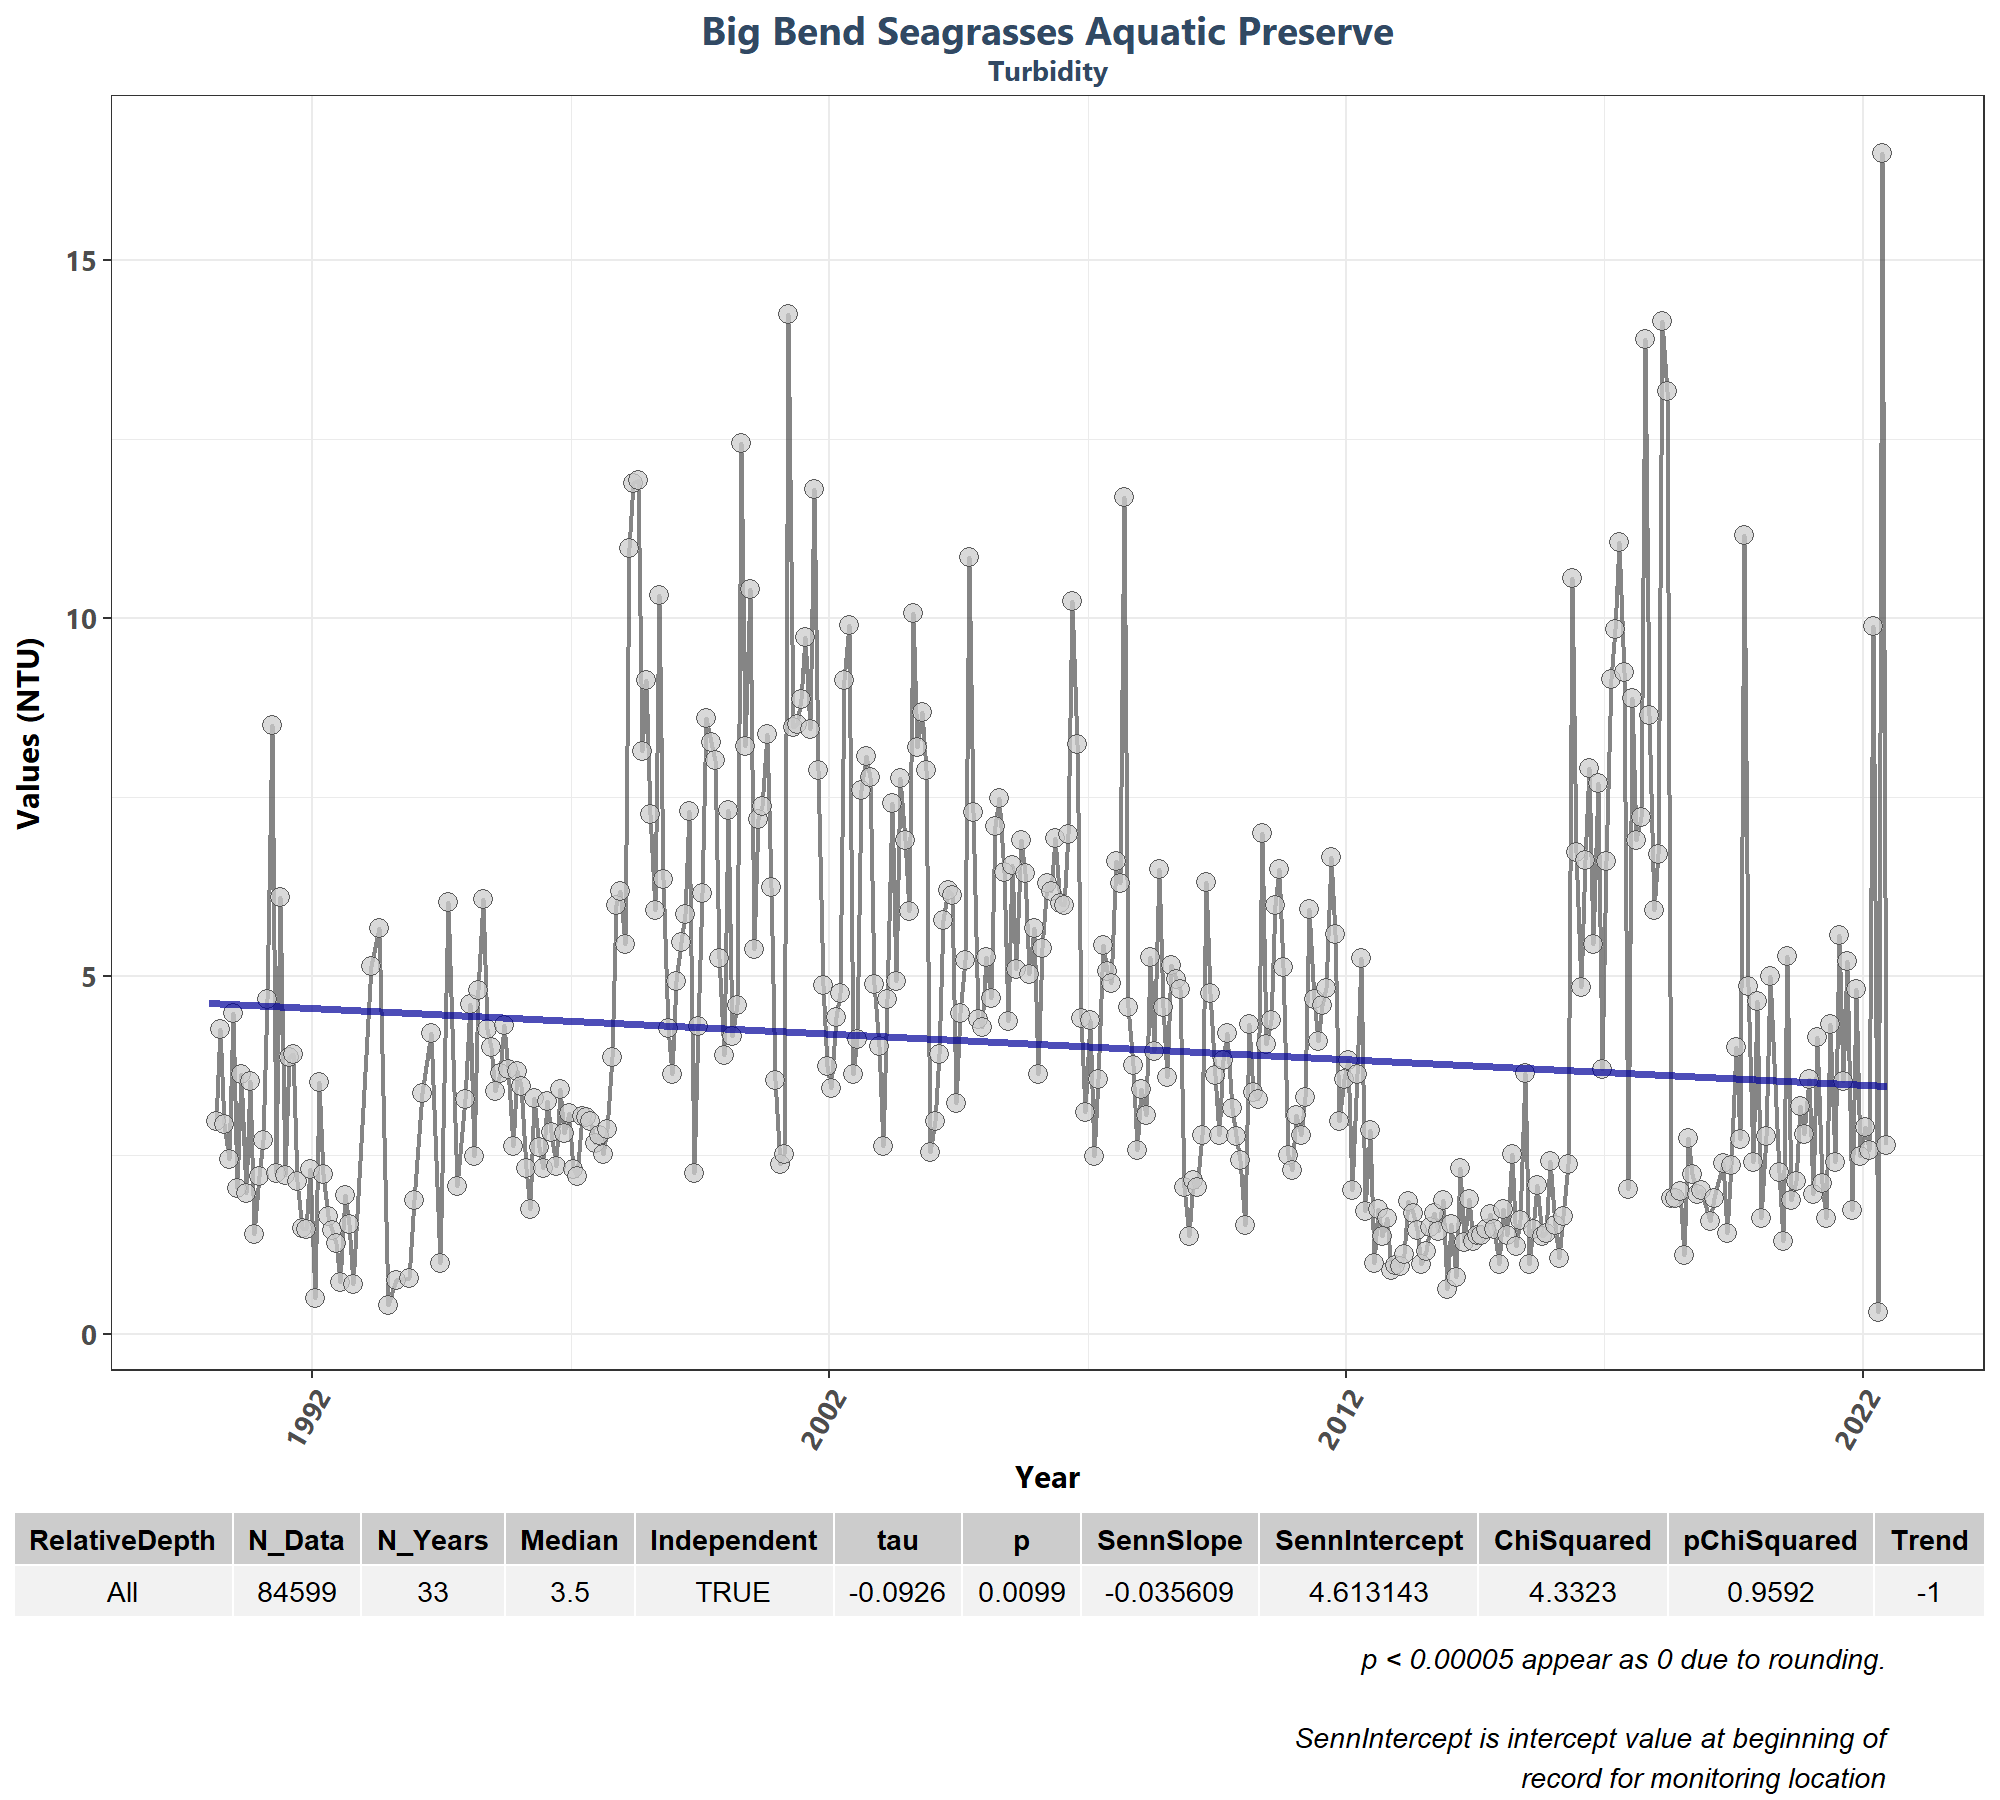 Big Bend Seagrasses Aquatic Preserve
Turbidity
Values (NTU)
15
10
5
0
1992 2002 2012 2022
Year
RelativeDepth N_Data N_Years Median Independent tau p SennSlope SennIntercept ChiSquared pChiSquared Trend
All 84599 33 3.5 TRUE -0.0926 0.0099 -0.035609 4.613143 4.3323 0.9592 -1
p < 0.00005 appear as 0 due to rounding.
SennIntercept is intercept value at beginning of
record for monitoring location